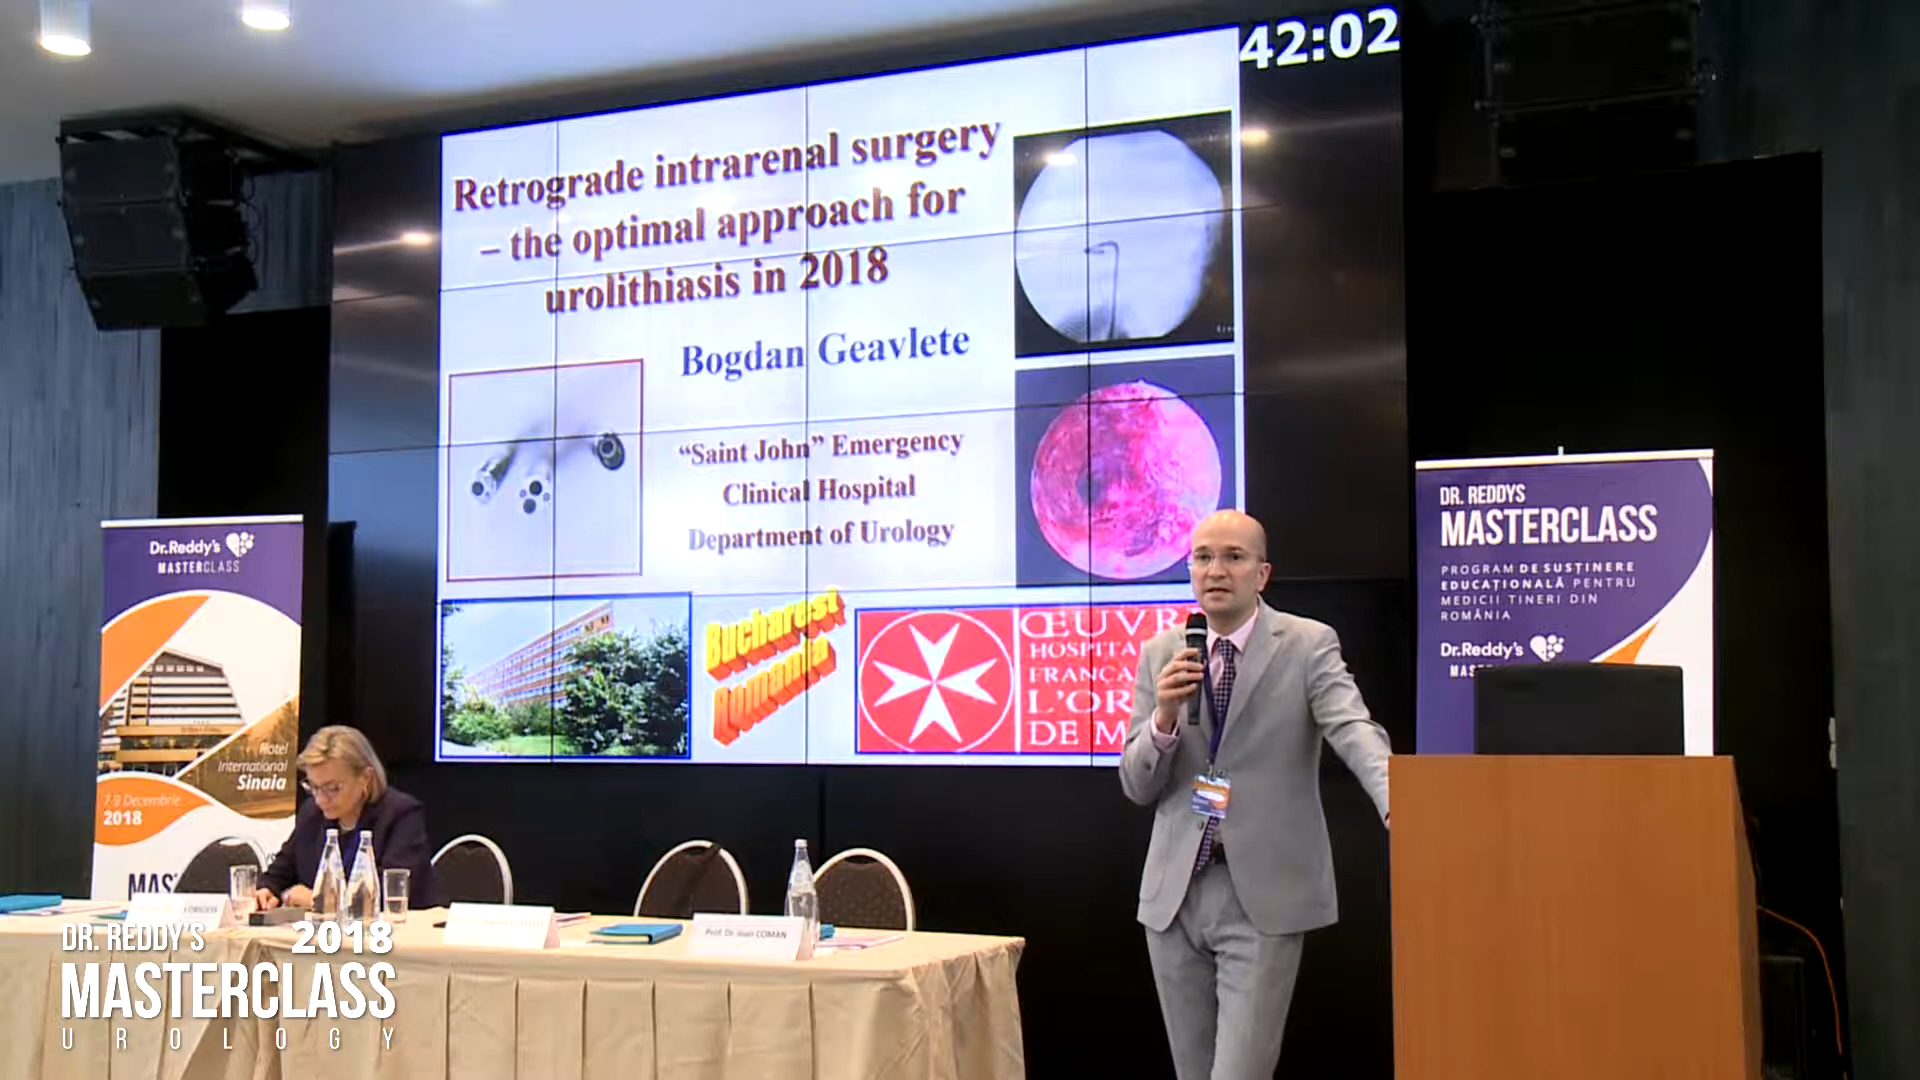 42:02
Retrograde intrarenal surgery
– the optimal approach for
urolithiasis in 2018
Bogdan Geavlete
“Saint John” Emergency
Clinical Hospital
Department of Urology
Bucharest
Romania
ŒUVR
HOSPITA
FRANÇA
L'OR
DE M
Dr.Reddy's
MASTERCLASS
Hotel
International
Sinaia
7-9 Decembrie
2018
MAS
DR. REDDYS
MASTERCLASS
PROGRAM DE SUSȚINERE
EDUCAȚIONALĂ PENTRU
MEDICII TINERI DIN
ROMÂNIA
Dr.Reddy's
MAS
Prof. Dr. Ioan COMAN
DR. REDDY'S 2018
MASTERCLASS
UROLOGY